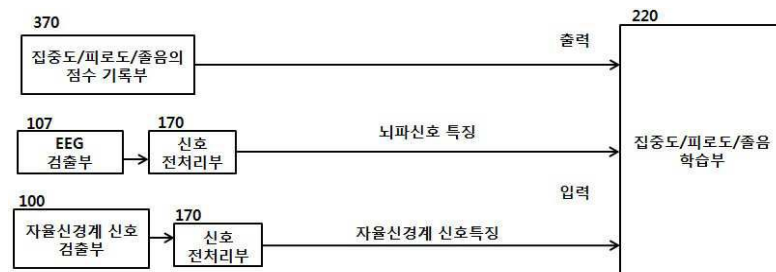 370
집중도/피로도/졸음의
점수 기록부
출력
220
107
EEG
검출부
170
신호
전처리부
뇌파신호 특징
집중도/피로도/졸음
학습부
입력
100
자율신경계 신호
검출부
170
신호
전처리부
자율신경계 신호특징